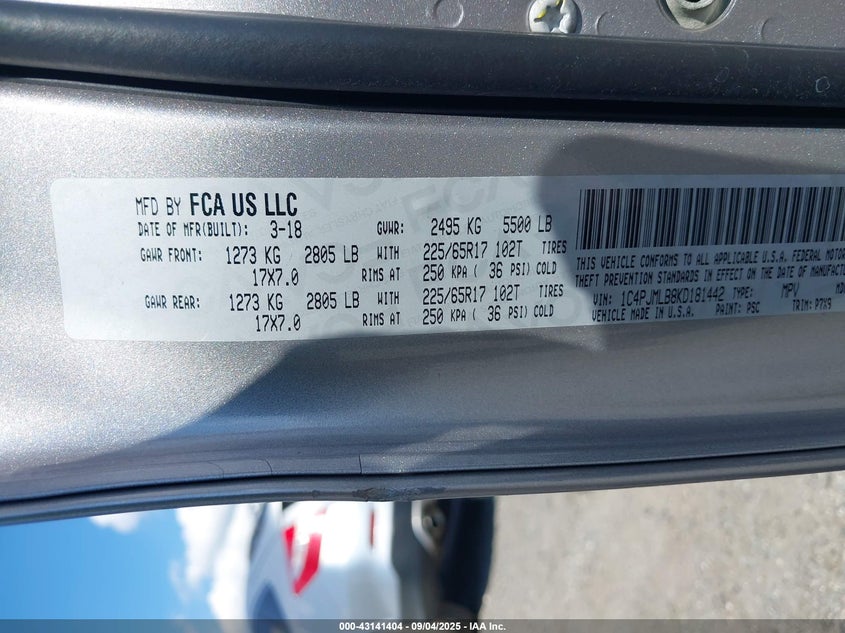 MFD BY FCA US LLC
DATE OF MFR(BUILT): 3-18 GVWR: 2495 KG 5500 LB
GAWR FRONT: 1273 KG 2805 LB WITH 225/65R17 102T TIRES
17X7.0 RIMS AT 250 KPA ( 36 PSI) COLD
GAWR REAR: 1273 KG 2805 LB WITH 225/65R17 102T TIRES
17X7.0 RIMS AT 250 KPA ( 36 PSI) COLD
THIS VEHICLE CONFORMS TO ALL APPLICABLE U.S.A. FEDERAL MOTOR
THEFT PREVENTION STANDARDS IN EFFECT ON THE DATE OF MANUFAC
VIN: 1C4PJMLB8KD181442 TYPE: MPV
VEHICLE MADE IN U.S.A. PAINT: PSC TRIM: P7X9
000-43141404 - 09/04/2025 - © IAA, Inc.